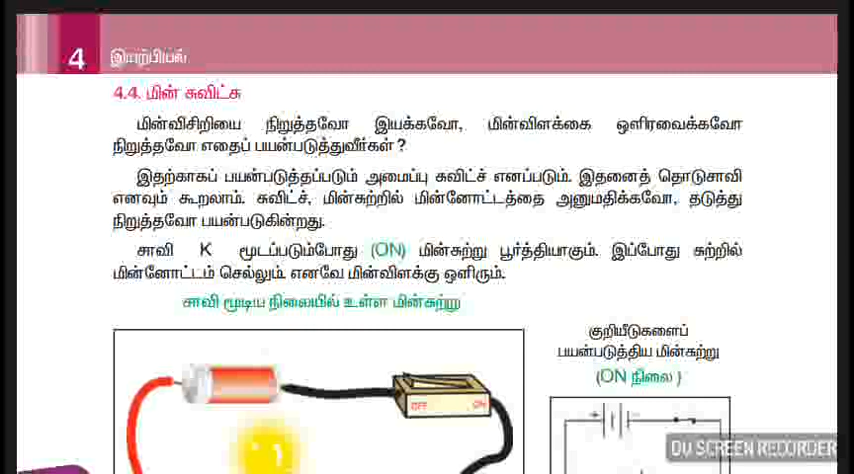 4 இயற்பியல்
4.4. மின் சுவிட்சு
மின்விசிறியை நிறுத்தவோ இயக்கவோ, மின்விளக்கை ஒளிரவைக்கவோ
நிறுத்தவோ எதைப் பயன்படுத்துவீர்கள் ?
இதற்காகப் பயன்படுத்தப்படும் அமைப்பு சுவிட்ச் எனப்படும். இதனைத் தொடுசாவி
எனவும் கூறலாம். சுவிட்ச், மின்சுற்றில் மின்னோட்டத்தை அனுமதிக்கவோ, தடுத்து
நிறுத்தவோ பயன்படுகின்றது.
சாவி K மூடப்படும்போது (ON) மின்சுற்று பூர்த்தியாகும். இப்போது சுற்றில்
மின்னோட்டம் செல்லும். எனவே மின்விளக்கு ஒளிரும்.
சாவி மூடிய நிலையில் உள்ள மின்சுற்று
குறியீடுகளைப்
பயன்படுத்திய மின்சுற்று
(ON நிலை )
OFF ON
DU SCREEN RECORDER